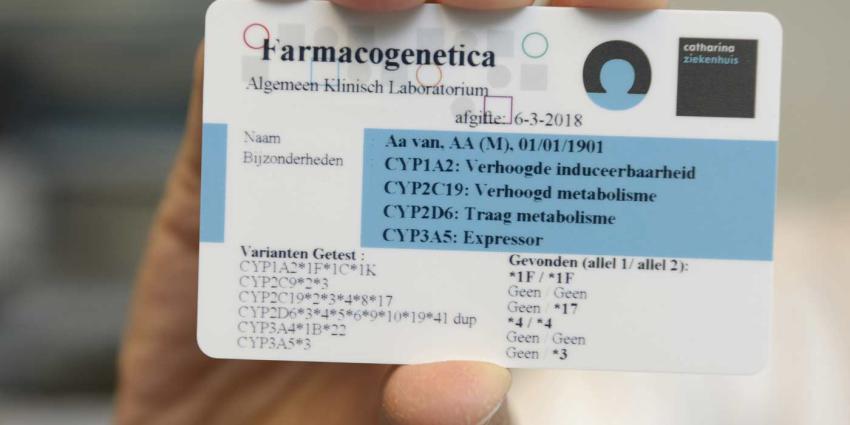 Farmacogenetica
Algemeen Klinisch Laboratorium
catharina
ziekenhuis
afgifte: 6-3-2018
Naam
Aa van, AA (M), 01/01/1901
Bijzonderheden
CYP1A2: Verhoogde induceerbaarheid
CYP2C19: Verhoogd metabolisme
CYP2D6: Traag metabolisme
CYP3A5: Expressor
Varianten Getest :
CYP1A2*1F*1C*1K
CYP2C9*2*3
CYP2C19*2*3*4*8*17
CYP2D6*3*4*5*6*9*10*19*41 dup
CYP3A4*1B*22
CYP3A5*3
Gevonden (allel 1/ allel 2):
*1F / *1F
Geen / Geen
Geen / *17
*4 / *4
Geen / Geen
Geen / *3